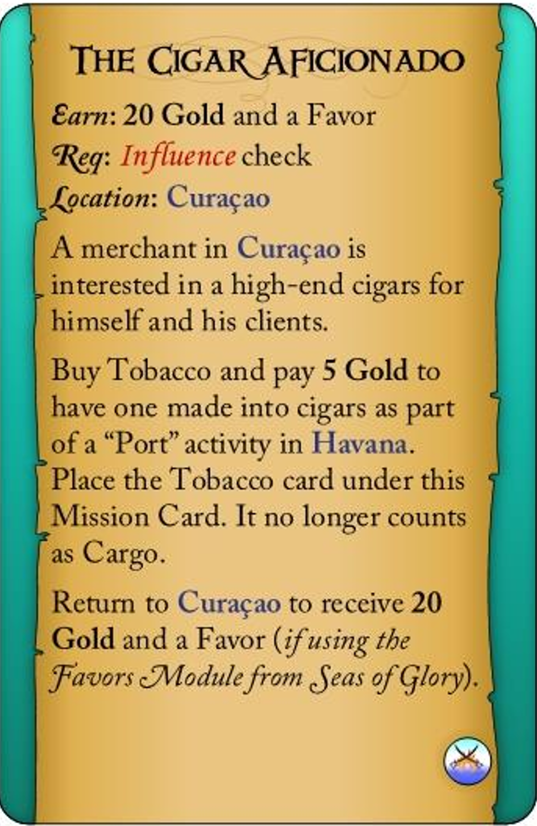 THE CIGAR AFICIONADO
Earn: 20 Gold and a Favor
Req: Influence check
Location: Curaçao
A merchant in Curaçao is
interested in a high-end cigars for
himself and his clients.
Buy Tobacco and pay 5 Gold to
have one made into cigars as part
of a “Port” activity in Havana.
Place the Tobacco card under this
Mission Card. It no longer counts
as Cargo.
Return to Curaçao to receive 20
Gold and a Favor (if using the
Favors Module from Seas of Glory).